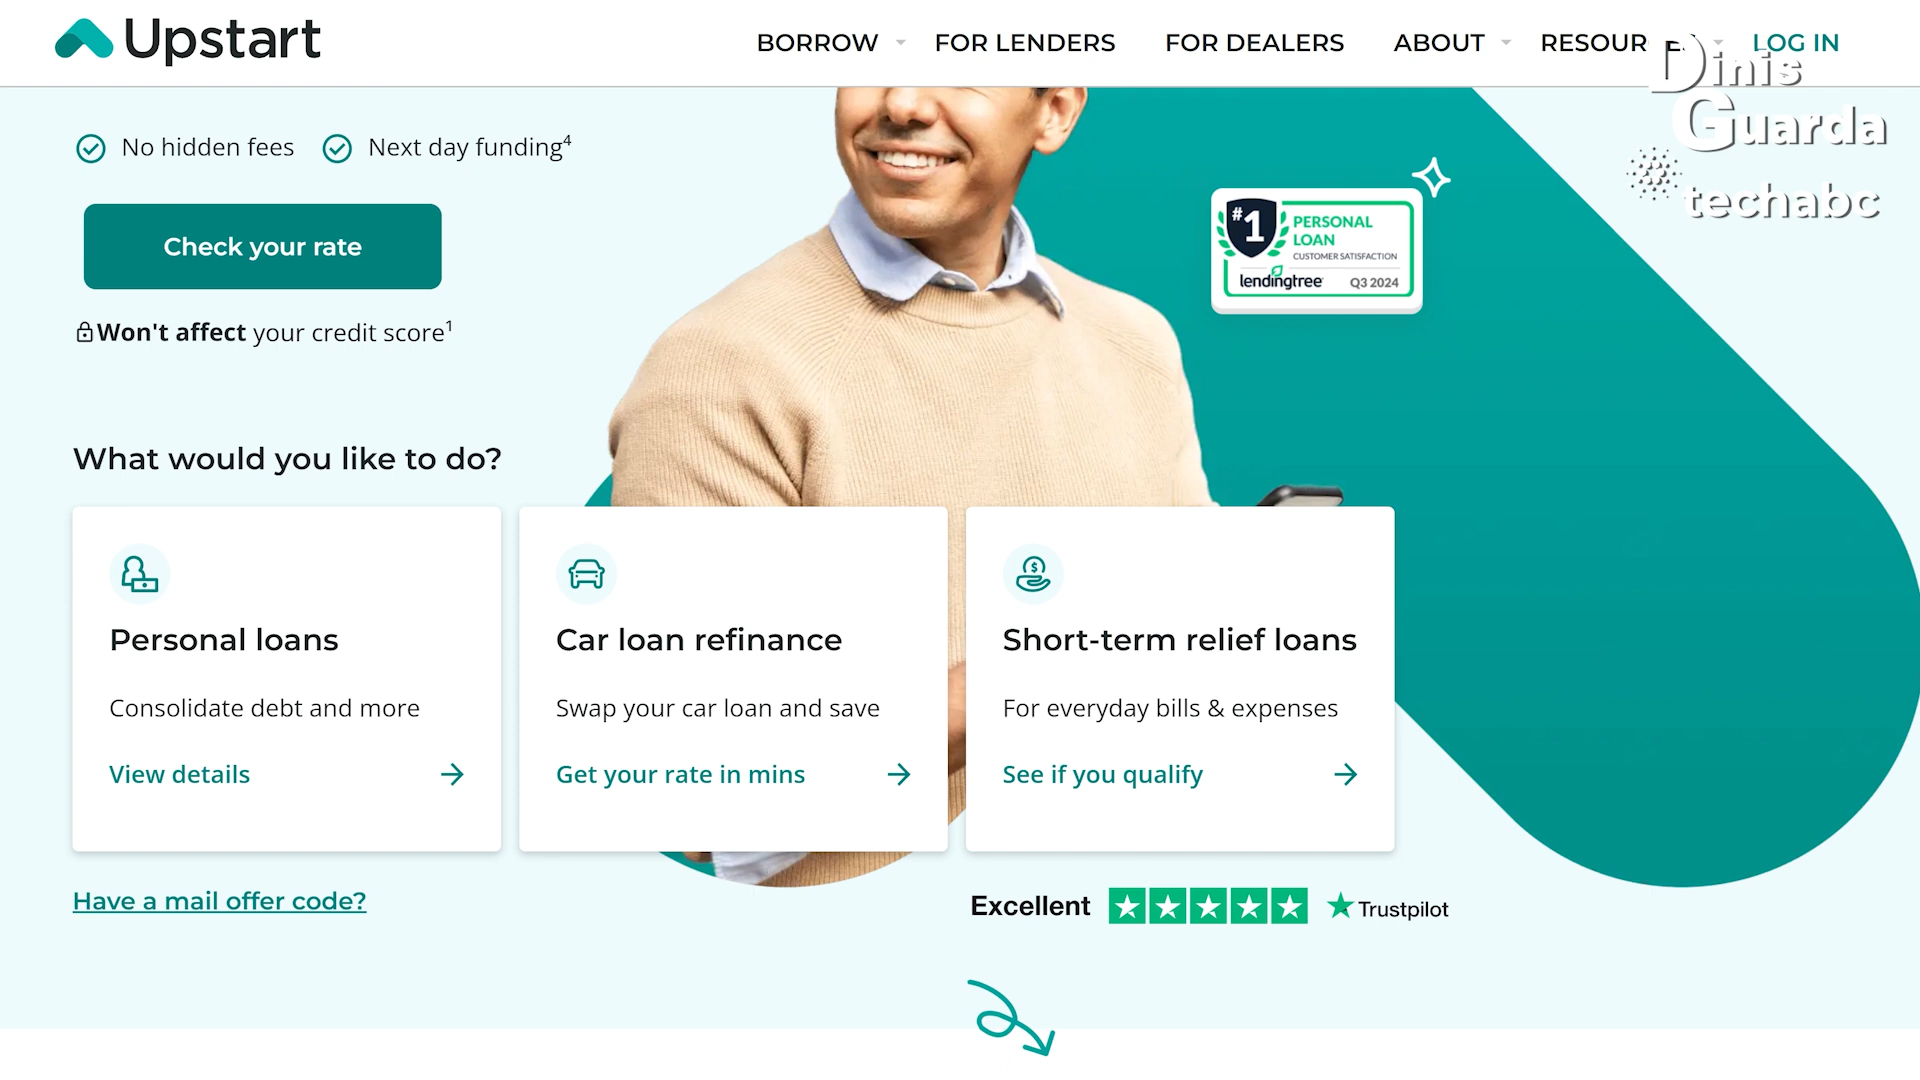 Upstart
BORROW FOR LENDERS FOR DEALERS ABOUT LOG IN
Dinis
Guarda
techabc
No hidden fees Next day funding4
Check your rate
Won't affect your credit score1
#1 PERSONAL
LOAN
CUSTOMER SATISFACTION
lendingtree Q3 2024
What would you like to do?
Personal loans
Consolidate debt and more
View details
Car loan refinance
Swap your car loan and save
Get your rate in mins
Short-term relief loans
For everyday bills & expenses
See if you qualify
Have a mail offer code?
Excellent Trustpilot